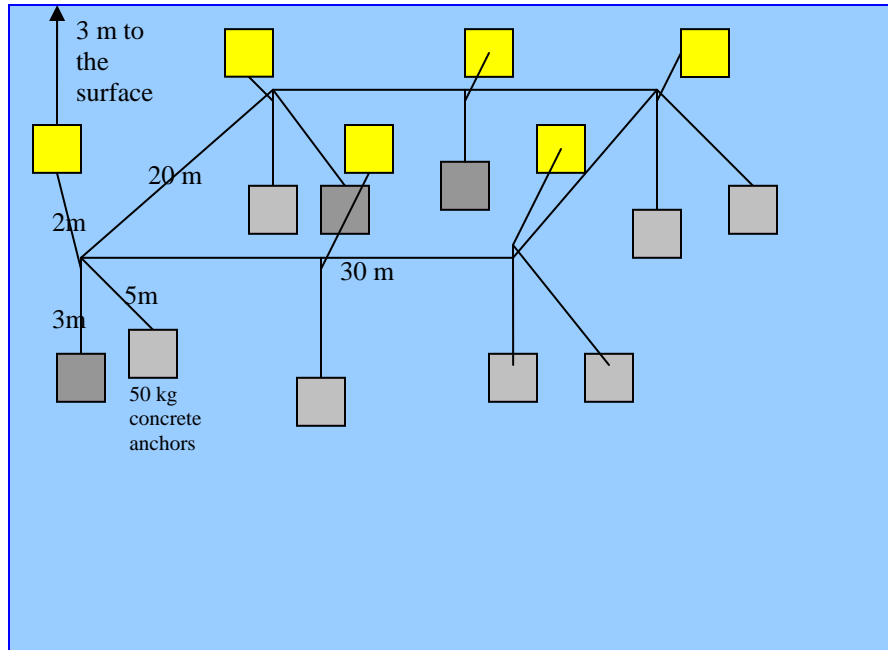 3 m to
the
surface
20 m
2m
30 m
5m
3m
50 kg
concrete
anchors